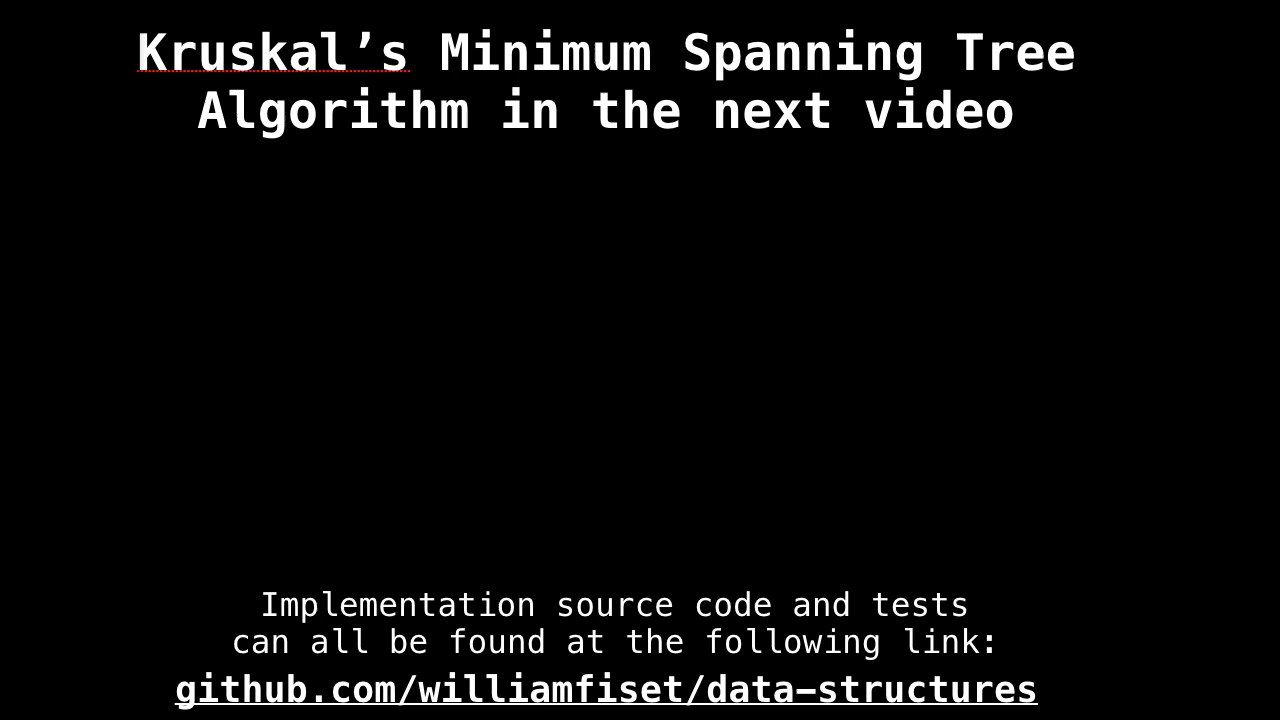 Kruskal’s Minimum Spanning Tree
Algorithm in the next video
Implementation source code and tests
can all be found at the following link:
github.com/williamfiset/data-structures